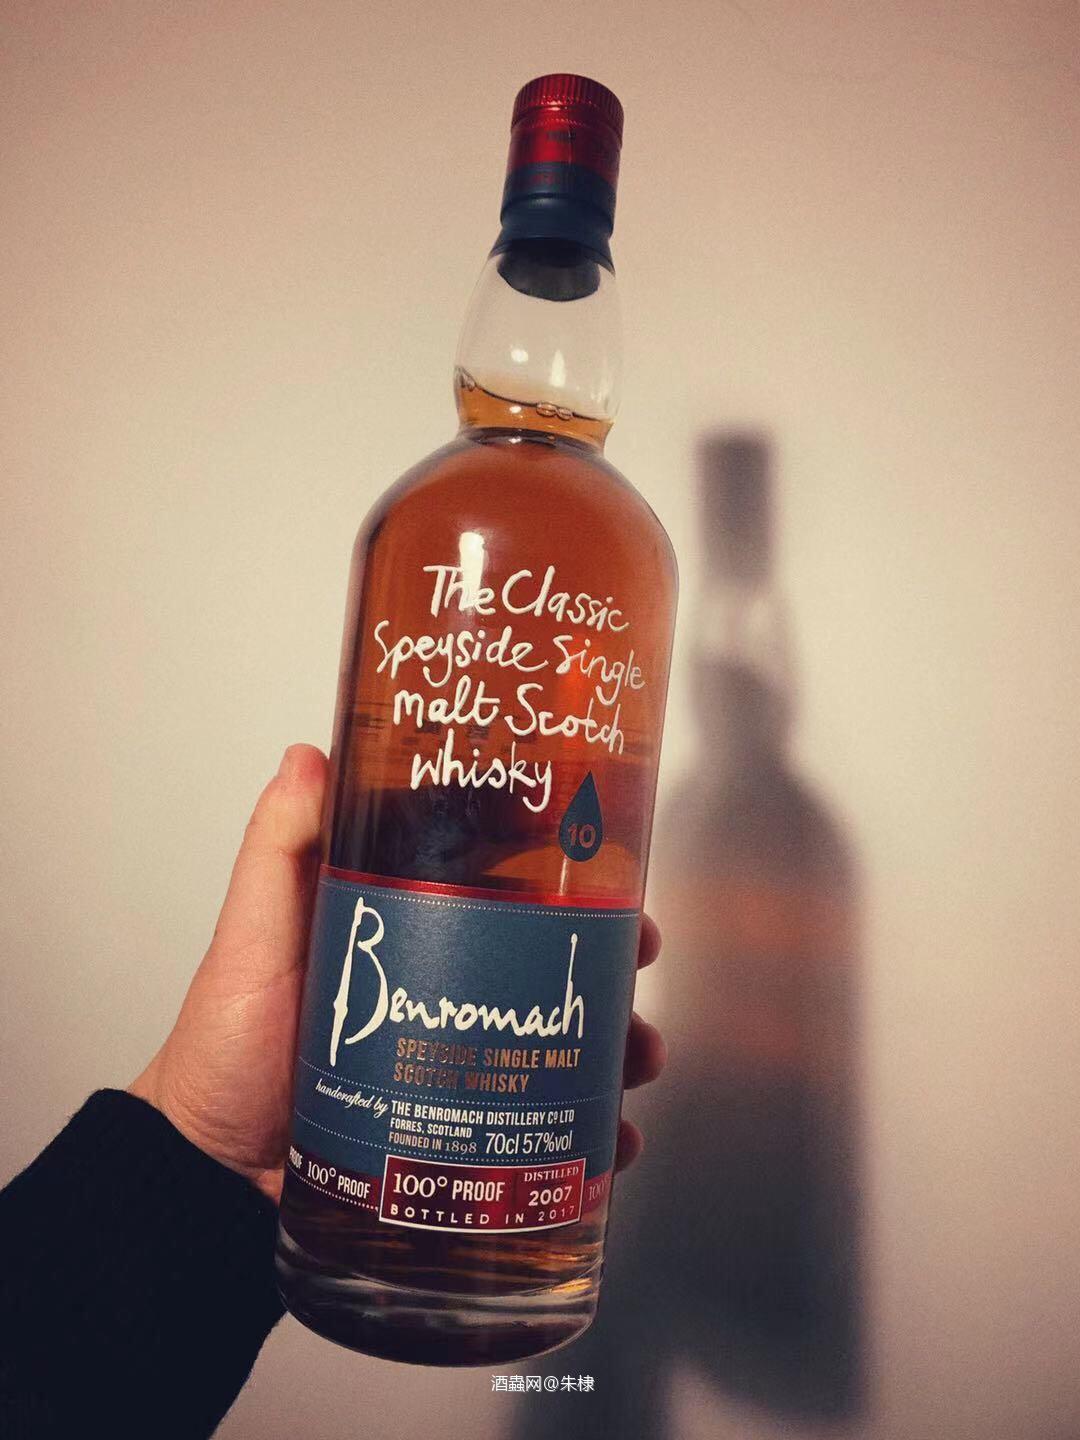 The Classic
Speyside Single
malt Scotch
whisky
10
Benromach
SPEYSIDE SINGLE MALT
SCOTCH WHISKY
handcrafted by THE BENROMACH DISTILLERY Cº LTD
FORRES, SCOTLAND
FOUNDED IN 1898 70cl 57%vol
PROOF 100° PROOF
100° PROOF
DISTILLED
2007
BOTTLED IN 2017
100°
酒蟲网@朱棣